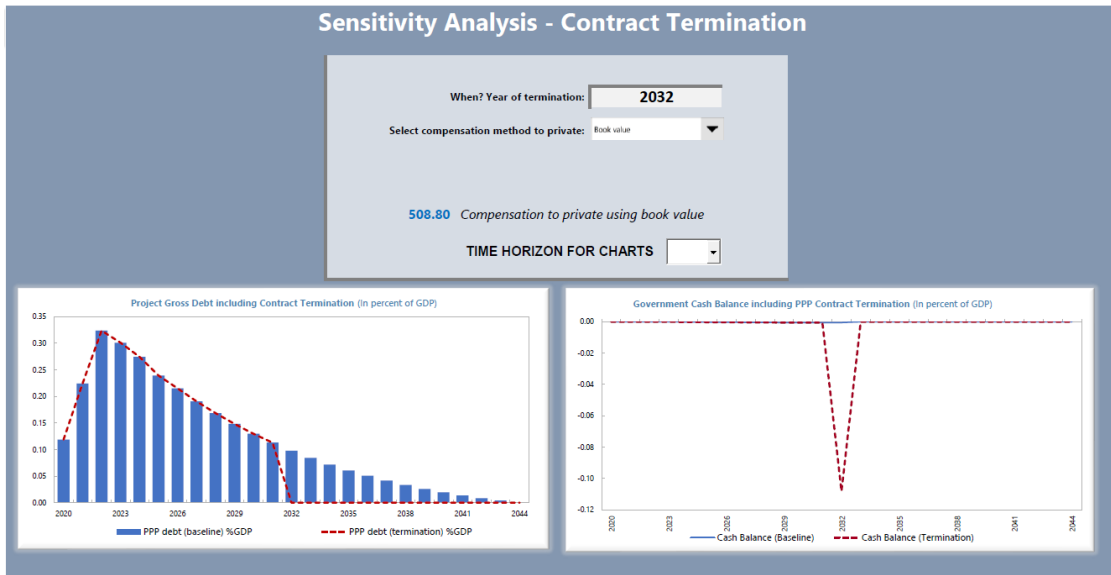 Sensitivity Analysis - Contract Termination
When? Year of termination: 2032
Select compensation method to private: Book value
508.80 Compensation to private using book value
TIME HORIZON FOR CHARTS
Project Gross Debt including Contract Termination (In percent of GDP)
0.35
0.30
0.25
0.20
0.15
0.10
0.05
0.00
2020 2023 2026 2029 2032 2035 2038 2041 2044
PPP debt (baseline) %GDP PPP debt (termination) %GDP
Government Cash Balance including PPP Contract Termination (In percent of GDP)
0.00
-0.02
-0.04
-0.06
-0.08
-0.10
-0.12
2020 2023 2026 2029 2032 2035 2038 2041 2044
Cash Balance (Baseline) Cash Balance (Termination)